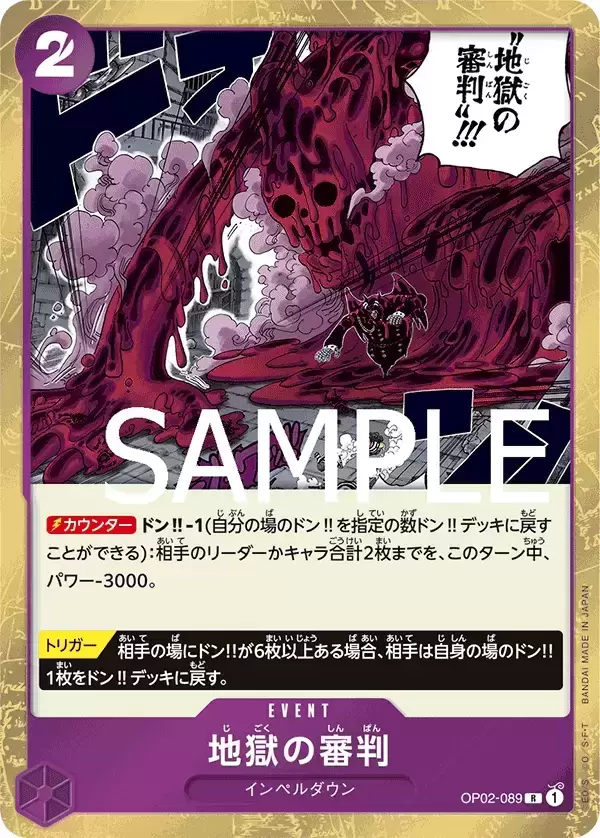 2
"地獄の
審判"!!!
ドドド
SAMPLE
カウンター ドン!!-1(自分の場のドン!!を指定の数ドン!!デッキに戻す
ことができる):相手のリーダーかキャラ合計2枚までを、このターン中、
パワー-3000。
トリガー 相手の場にドン!!が6枚以上ある場合、相手は自身の場のドン!!
1枚をドン!!デッキに戻す。
EVENT
地獄の審判
インペルダウン
OP02-089 R 1
BANDAI MADE IN JAPAN